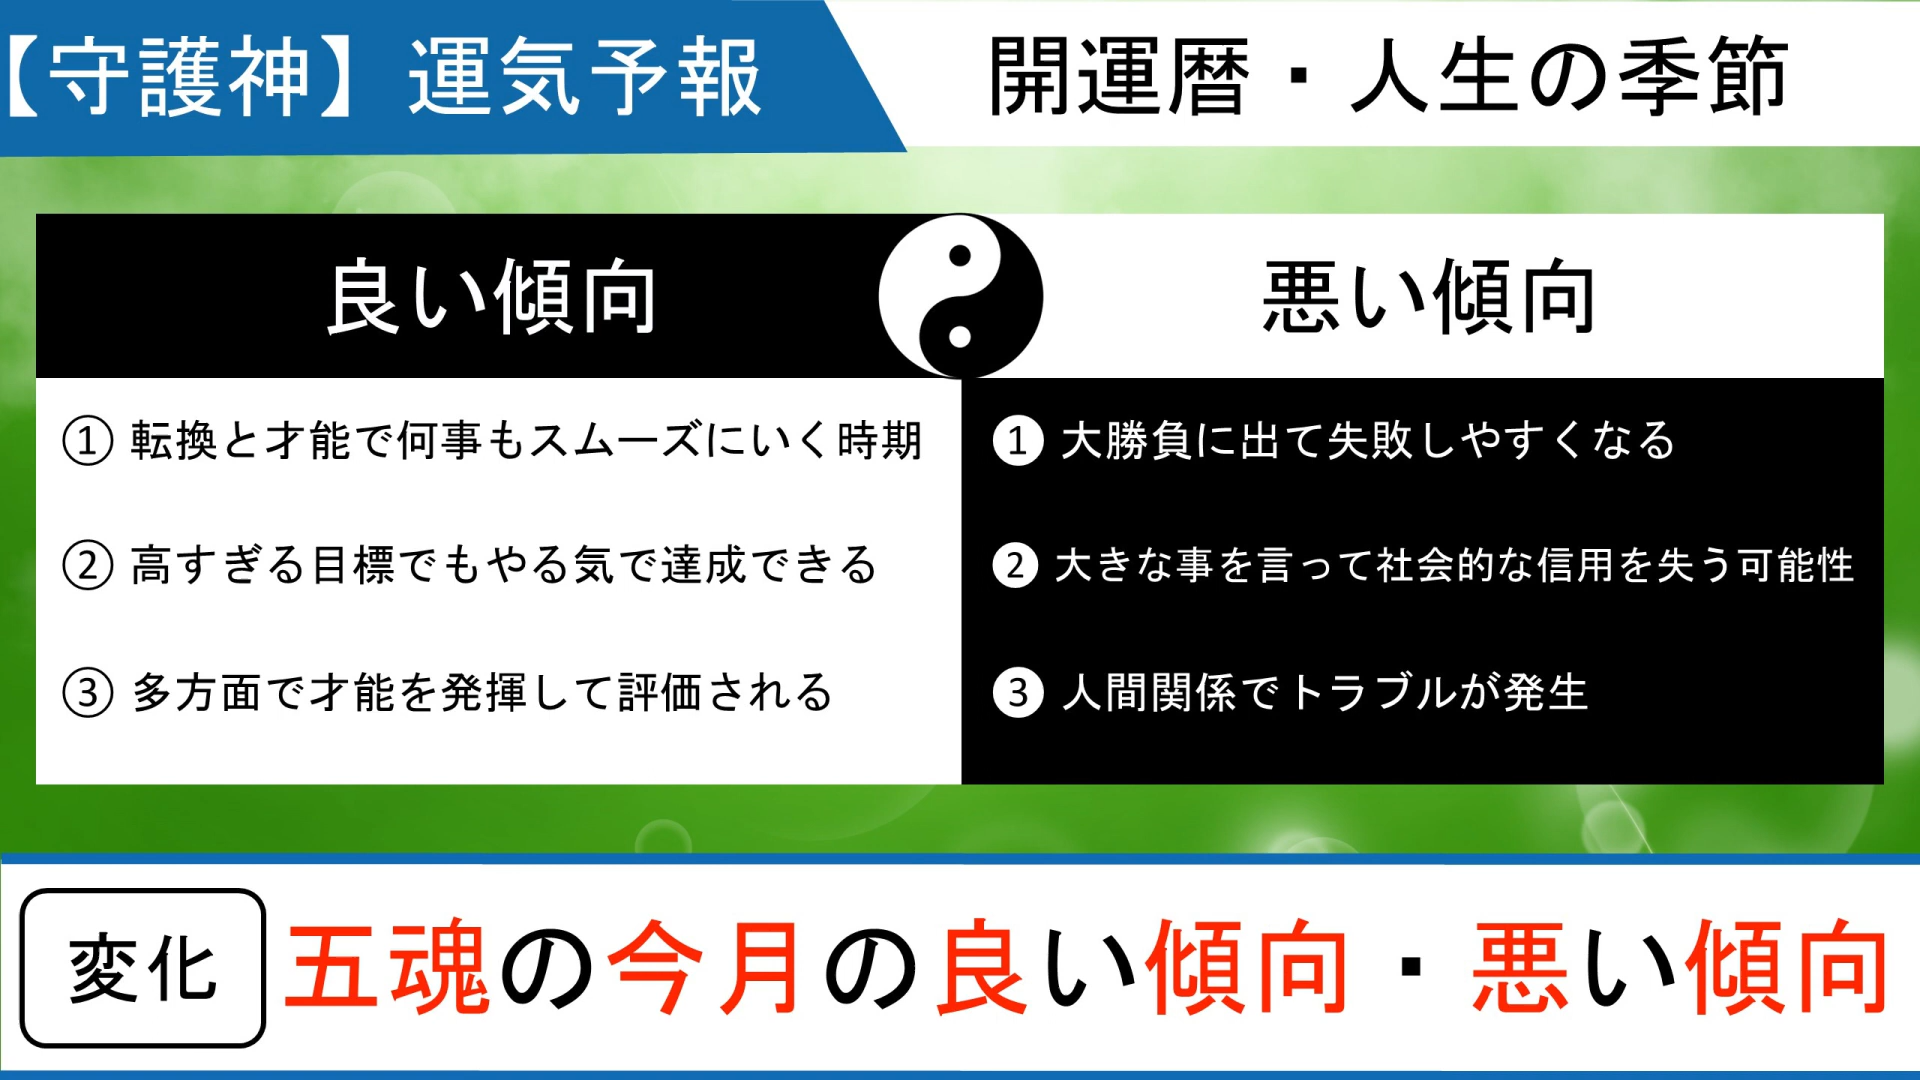 【守護神】運気予報
開運暦・人生の季節
良い傾向
悪い傾向
① 転換と才能で何事もスムーズにいく時期
② 高すぎる目標でもやる気で達成できる
③ 多方面で才能を発揮して評価される
❶ 大勝負に出て失敗しやすくなる
❷ 大きな事を言って社会的な信用を失う可能性
❸ 人間関係でトラブルが発生
変化
五魂の今月の良い傾向・悪い傾向